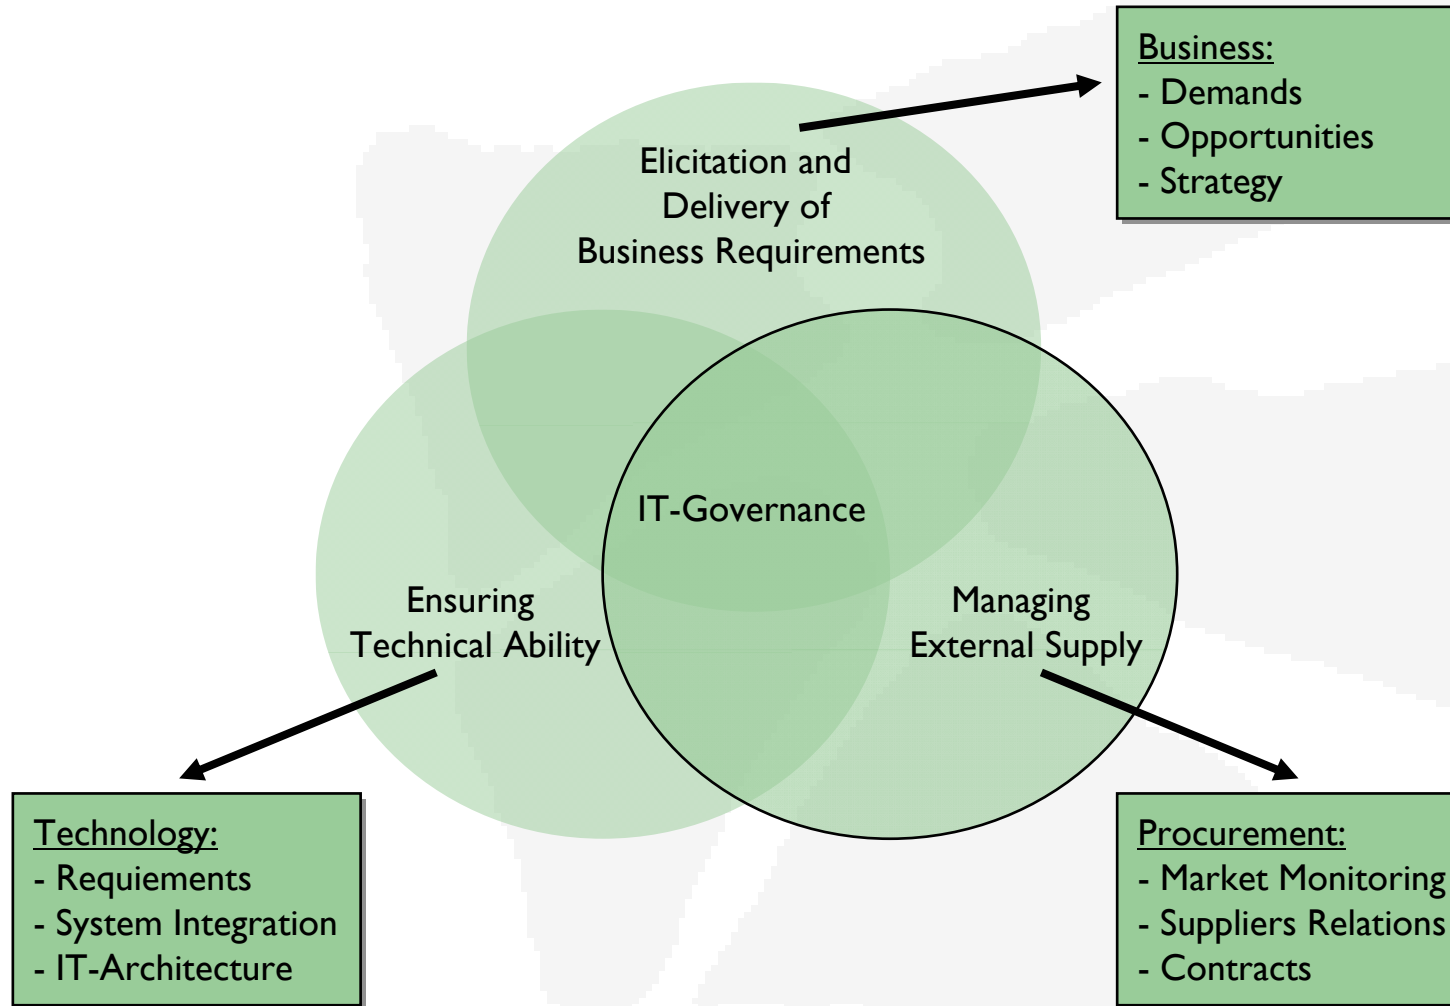 Business:
- Demands
- Opportunities
- Strategy
Elicitation and
Delivery of
Business Requirements
IT-Governance
Ensuring
Technical Ability
Managing
External Supply
Technology:
- Requiements
- System Integration
- IT-Architecture
Procurement:
- Market Monitoring
- Suppliers Relations
- Contracts